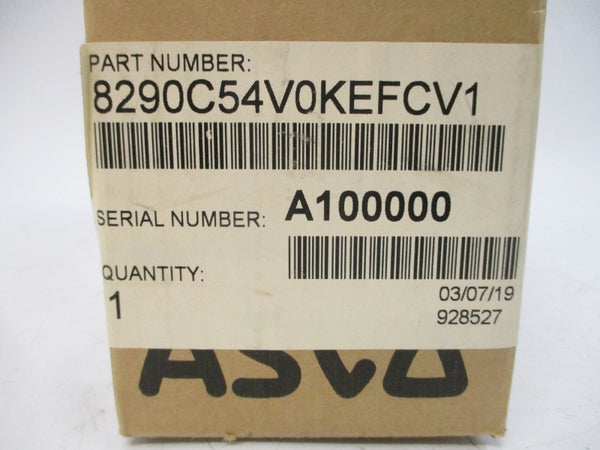 PART NUMBER:
8290C54V0KEFCV1
SERIAL NUMBER: A100000
QUANTITY:
1
03/07/19
928527
ASCO